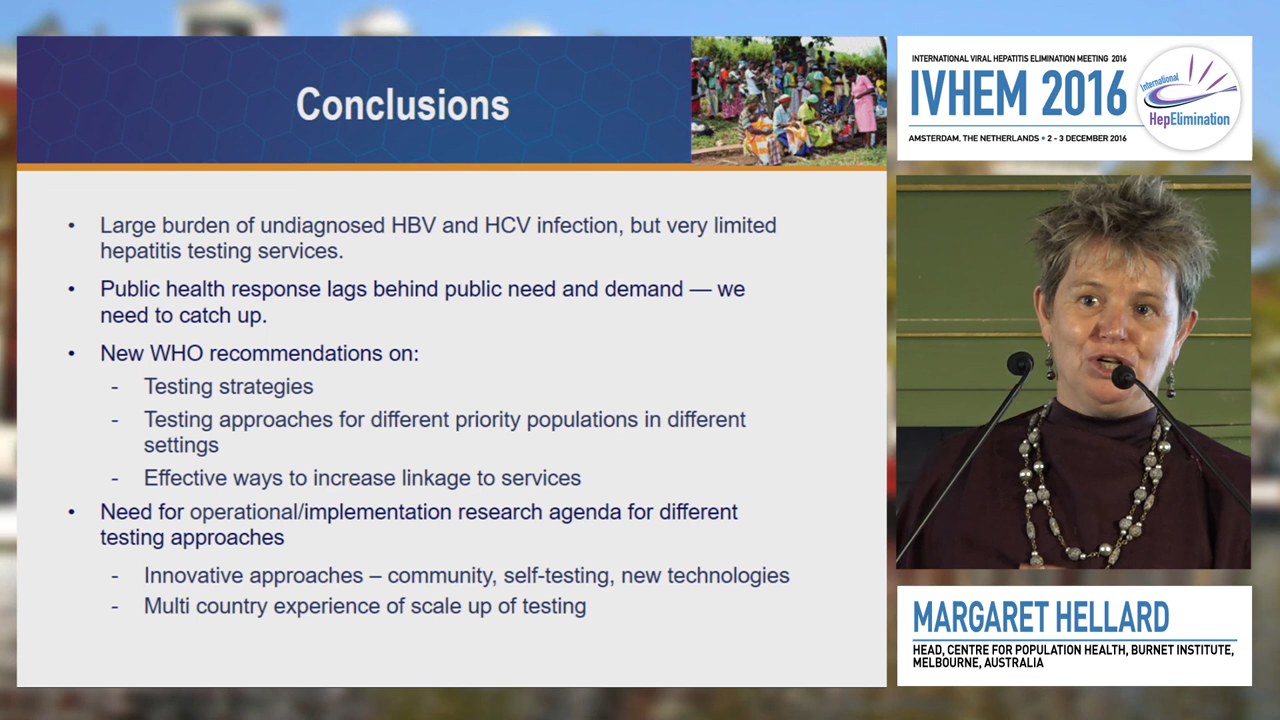 Conclusions
• Large burden of undiagnosed HBV and HCV infection, but very limited
hepatitis testing services.
• Public health response lags behind public need and demand — we
need to catch up.
• New WHO recommendations on:
- Testing strategies
- Testing approaches for different priority populations in different
settings
- Effective ways to increase linkage to services
• Need for operational/implementation research agenda for different
testing approaches
- Innovative approaches – community, self-testing, new technologies
- Multi country experience of scale up of testing
INTERNATIONAL VIRAL HEPATITIS ELIMINATION MEETING 2016
IVHEM 2016
AMSTERDAM, THE NETHERLANDS • 2 - 3 DECEMBER 2016
International
HepElimination
MARGARET HELLARD
HEAD, CENTRE FOR POPULATION HEALTH, BURNET INSTITUTE,
MELBOURNE, AUSTRALIA